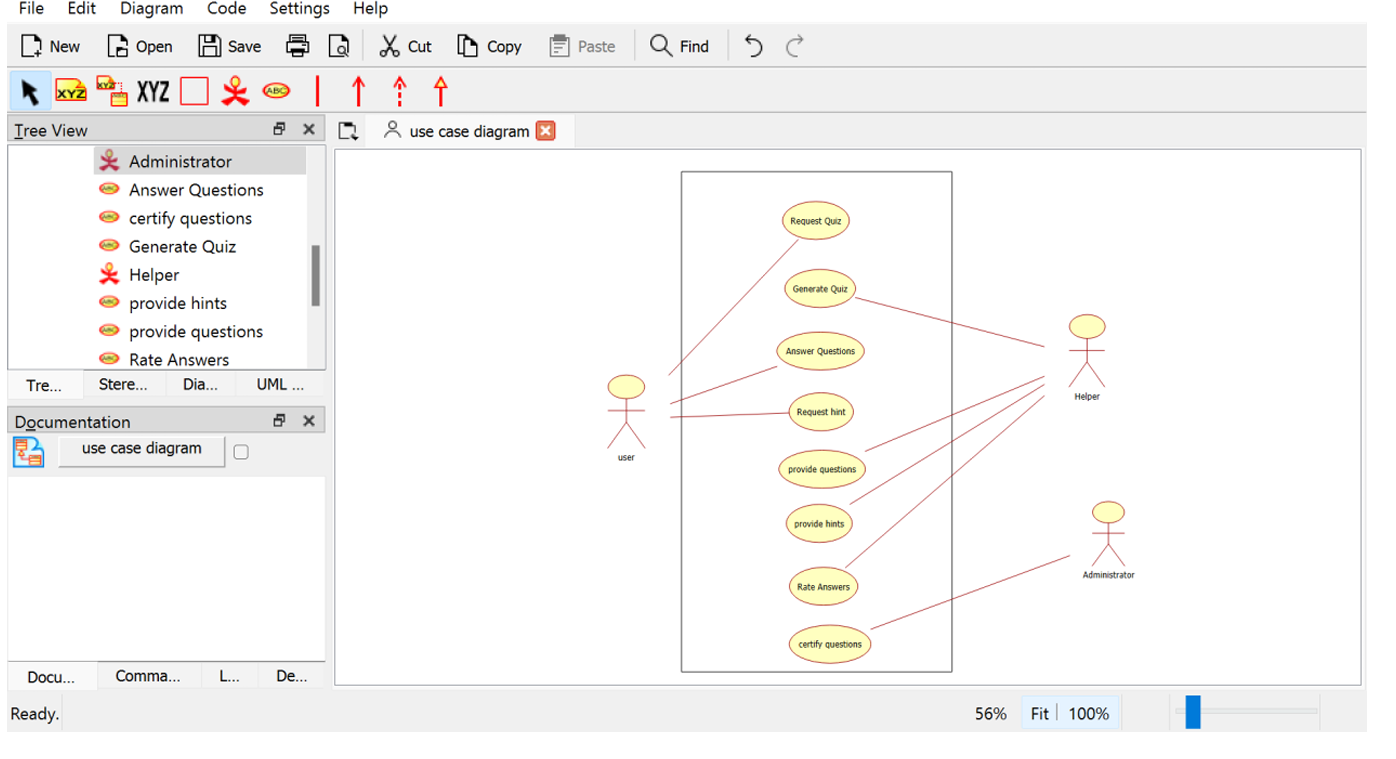 File Edit Diagram Code Settings Help
New Open Save Cut Copy Paste Find
XYZ XYZ XYZ ABC
Tree View
use case diagram
Administrator
Answer Questions
certify questions
Generate Quiz
Helper
provide hints
provide questions
Rate Answers
Tre... Stere... Dia... UML ...
Documentation
use case diagram
Docu... Comma... L... De...
Request Quiz
Generate Quiz
Answer Questions
Request hint
provide questions
provide hints
Rate Answers
certify questions
user
Helper
Administrator
Ready.
56% Fit 100%